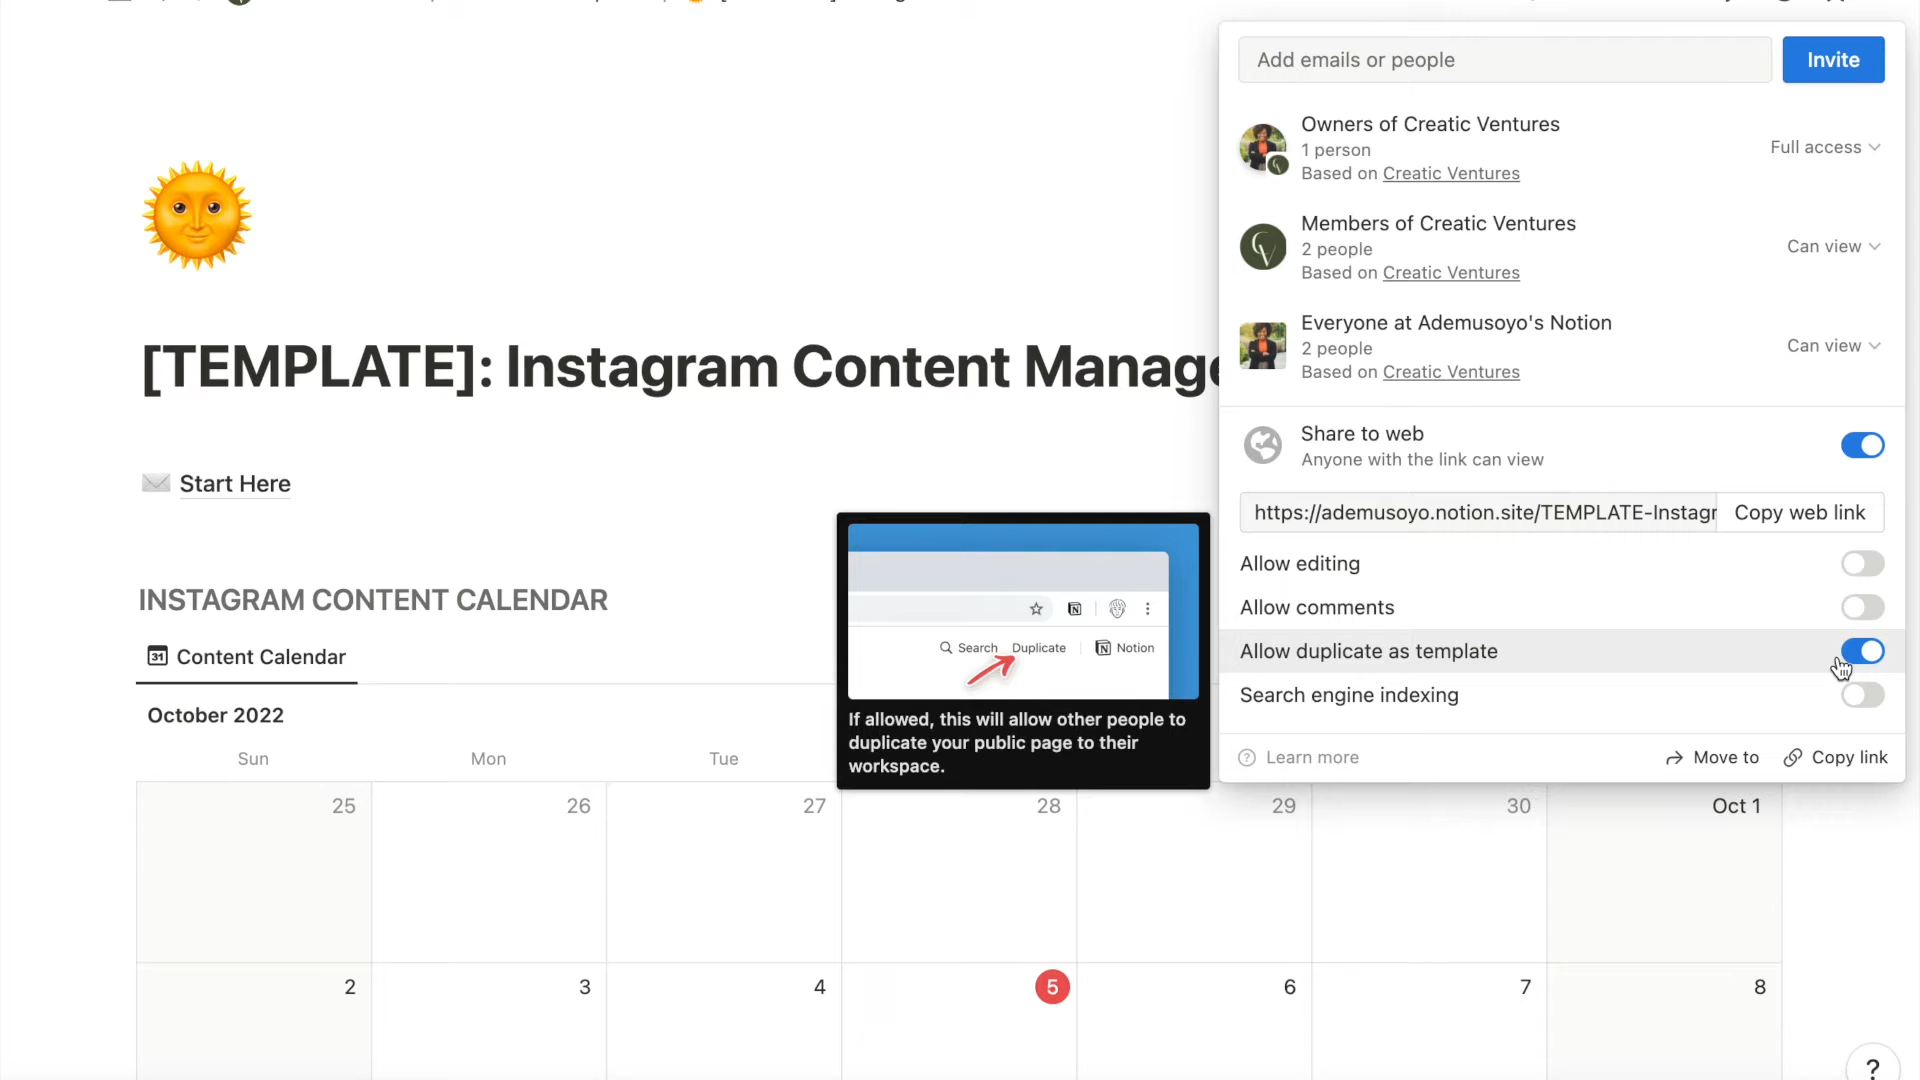 Add emails or people
Invite
Owners of Creatic Ventures
1 person
Full access
Based on Creatic Ventures
Members of Creatic Ventures
2 people
Can view
Based on Creatic Ventures
Everyone at Ademusoyo's Notion
2 people
Can view
Based on Creatic Ventures
[TEMPLATE]: Instagram Content Manage
Share to web
Anyone with the link can view
Start Here
https://ademusoyo.notion.site/TEMPLATE-Instagr
Copy web link
Allow editing
Allow comments
Allow duplicate as template
Search engine indexing
Learn more
Move to
Copy link
Search Duplicate
Notion
If allowed, this will allow other people to
duplicate your public page to their
workspace.
INSTAGRAM CONTENT CALENDAR
31 Content Calendar
October 2022
Sun Mon Tue
25 26 27 28 29 30 Oct 1
2 3 4 5 6 7 8
?